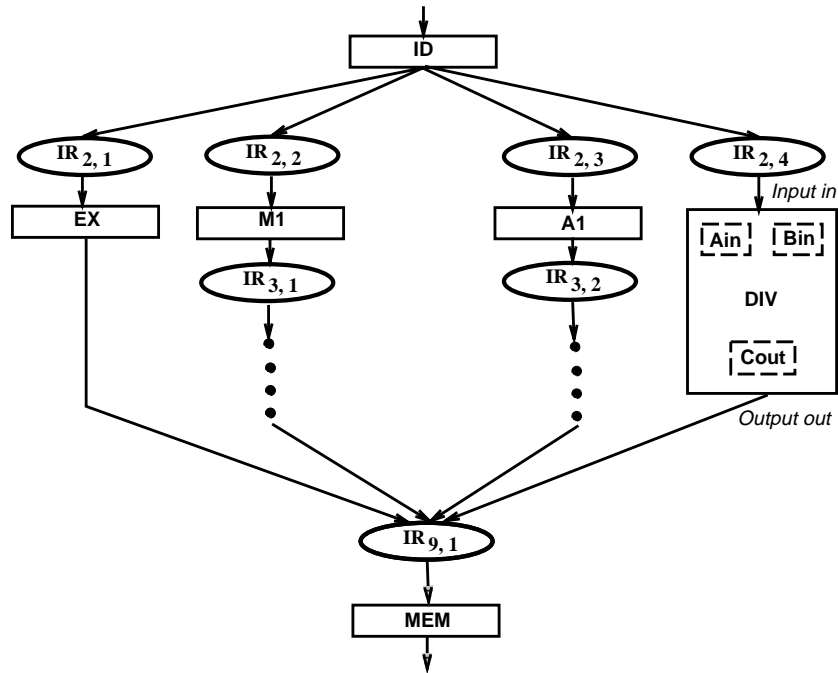 ID
IR2, 1
IR2, 2
IR2, 3
IR2, 4
Input in
EX
M1
A1
Ain
Bin
IR3, 1
IR3, 2
DIV
Cout
Output out
IR9, 1
MEM